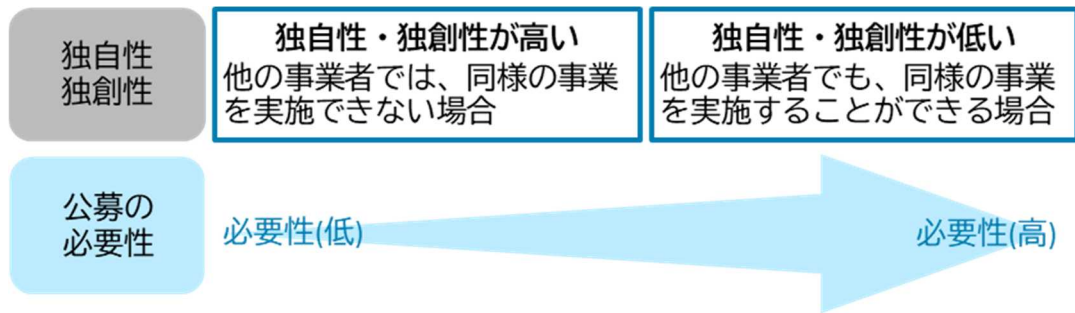 独自性
独創性
独自性・独創性が高い
他の事業者では、同様の事業
を実施できない場合
独自性・独創性が低い
他の事業者でも、同様の事業
を実施することができる場合
公募の
必要性
必要性(低)
必要性(高)